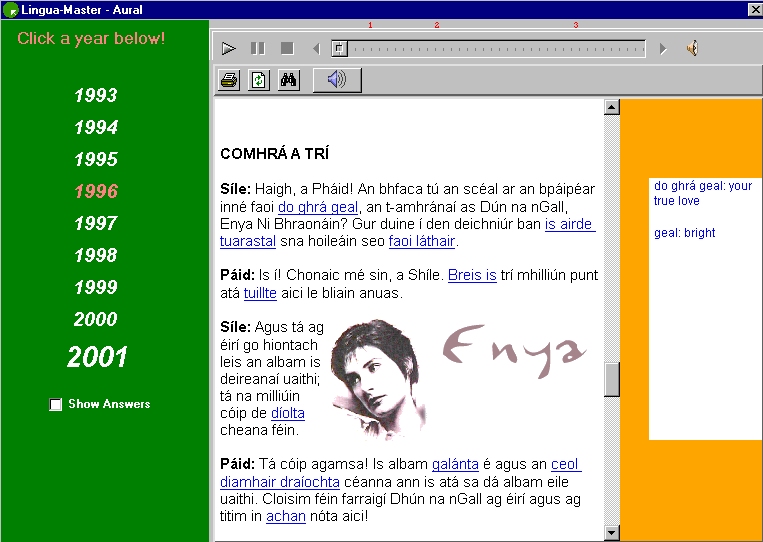 Lingua-Master - Aural
Click a year below!
1993
1994
1995
1996
1997
1998
1999
2000
2001
Show Answers
1 2 3
COMHRÁ A TRÍ
Síle: Haigh, a Pháid! An bhfaca tú an scéal ar an bpáipéar
inné faoi do ghrá geal, an t-amhránaí as Dún na nGall,
Enya Ni Bhraonáin? Gur duine í den deichniúr ban is airde
tuarastal sna hoileáin seo faoi láthair.
Páid: Is í! Chonaic mé sin, a Shíle. Breis is trí mhilliún punt
atá tuillte aici le bliain anuas.
Síle: Agus tá ag
éirí go hiontach
leis an albam is
deireanaí uaithi;
tá na milliúin
cóip de díolta
cheana féin.
Enya
Páid: Tá cóip agamsa! Is albam galánta é agus an ceol
diamhair draíochta céanna ann is atá sa dá albam eile
uaithi. Cloisim féin farraigí Dhún na nGall ag éirí agus ag
titim in achan nóta aici!
do ghrá geal: your
true love
geal: bright